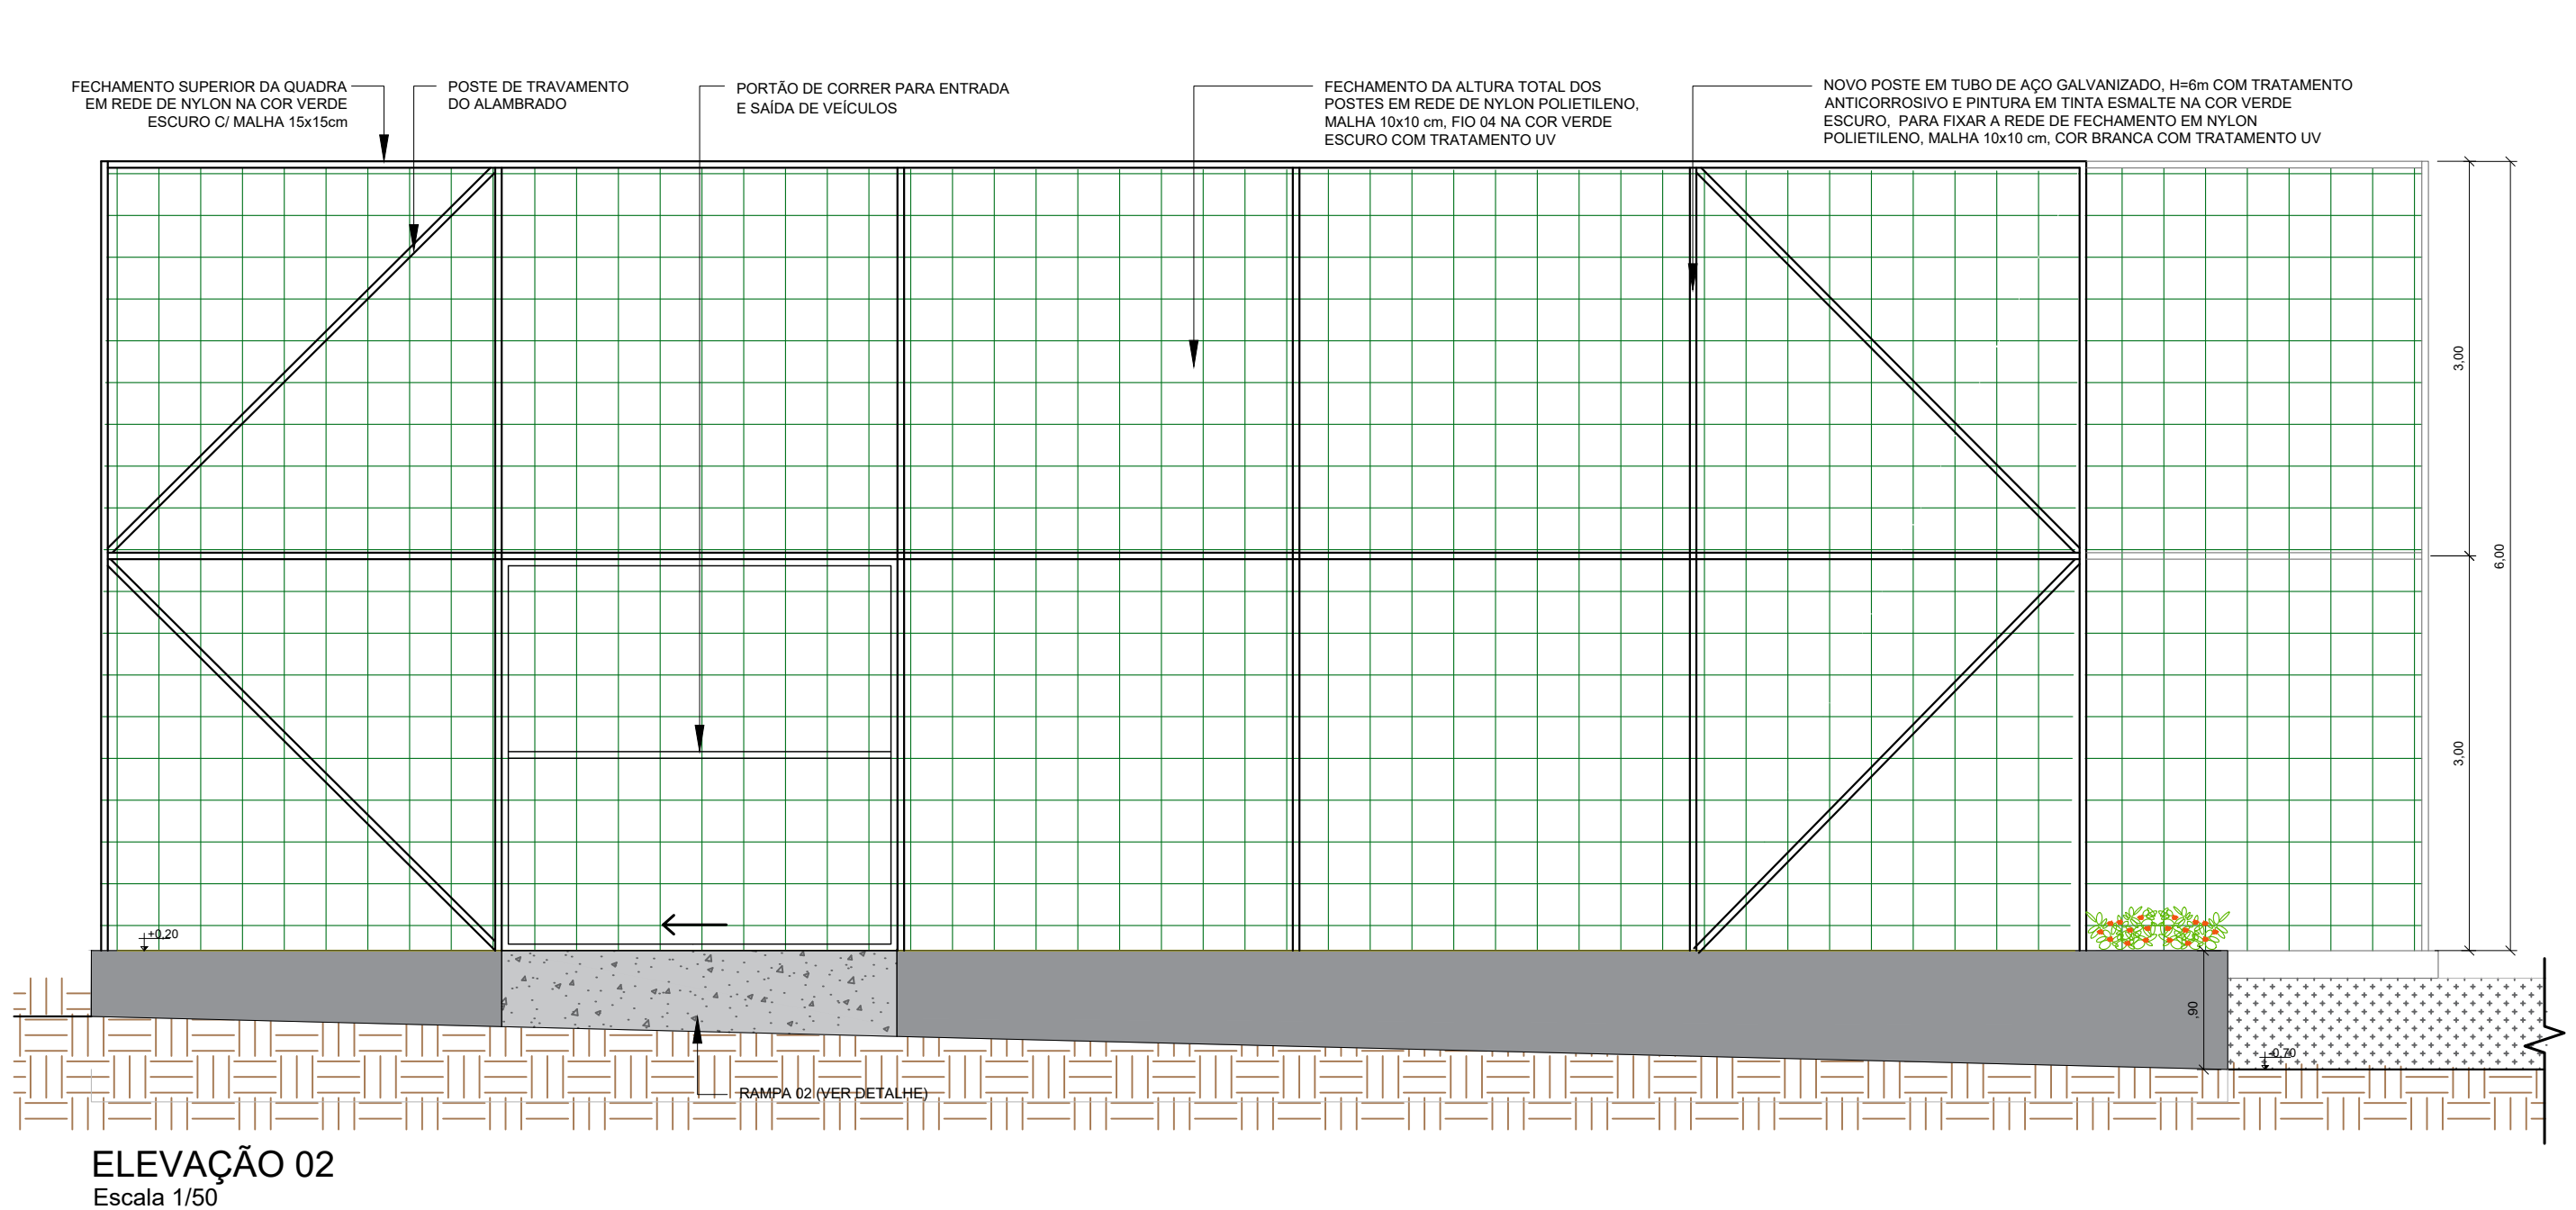 FECHAMENTO SUPERIOR DA QUADRA
EM REDE DE NYLON NA COR VERDE
ESCURO C/ MALHA 15x15cm
POSTE DE TRAVAMENTO
DO ALAMBRADO
PORTÃO DE CORRER PARA ENTRADA
E SAÍDA DE VEÍCULOS
FECHAMENTO DA ALTURA TOTAL DOS
POSTES EM REDE DE NYLON POLIETILENO,
MALHA 10x10 cm, FIO 04 NA COR VERDE
ESCURO COM TRATAMENTO UV
NOVO POSTE EM TUBO DE AÇO GALVANIZADO, H=6m COM TRATAMENTO
ANTICORROSIVO E PINTURA EM TINTA ESMALTE NA COR VERDE
ESCURO, PARA FIXAR A REDE DE FECHAMENTO EM NYLON
POLIETILENO, MALHA 10x10 cm, COR BRANCA COM TRATAMENTO UV
3,00
6,00
3,00
+0,20
,90
-0,70
RAMPA 02 (VER DETALHE)
ELEVAÇÃO 02
Escala 1/50